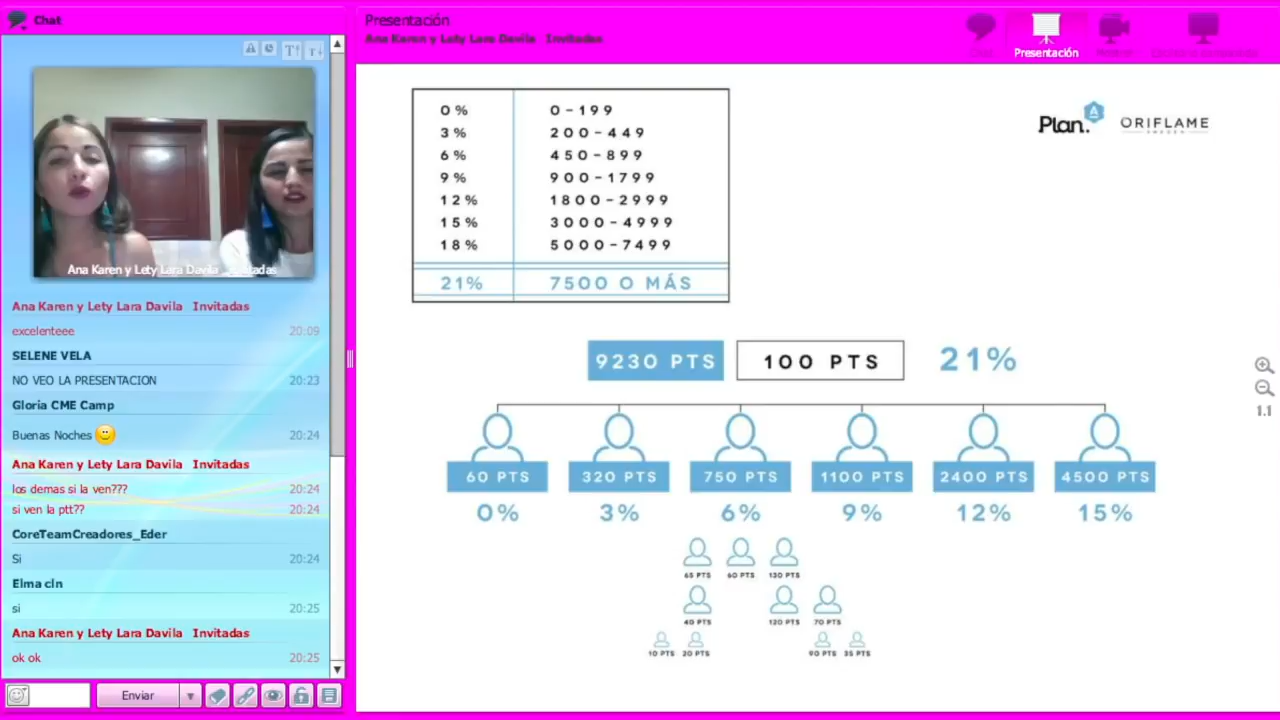 Chat
Ana Karen y Lety Lara Davila Invitadas
Ana Karen y Lety Lara Davila Invitadas
excelenteee 20:09
SELENE VELA
NO VEO LA PRESENTACION 20:23
Gloria CME Camp
Buenas Noches 20:24
Ana Karen y Lety Lara Davila Invitadas
los demas si la ven??? 20:24
si ven la ptt?? 20:24
CoreTeamCreadores_Eder
Si 20:24
Elma cln
si 20:25
Ana Karen y Lety Lara Davila Invitadas
ok ok 20:25
Enviar
Presentación
Ana Karen y Lety Lara Davila Invitadas
Chat Presentación
0% 0-199
3% 200-449
6% 450-899
9% 900-1799
12% 1800-2999
15% 3000-4999
18% 5000-7499
21% 7500 O MÁS
Plan. A ORIFLAME
SWEDEN
9230 PTS 100 PTS 21%
60 PTS 320 PTS 750 PTS 1100 PTS 2400 PTS 4500 PTS
0% 3% 6% 9% 12% 15%
65 PTS 60 PTS 130 PTS
40 PTS 120 PTS 70 PTS
10 PTS 20 PTS 90 PTS 35 PTS
1.1